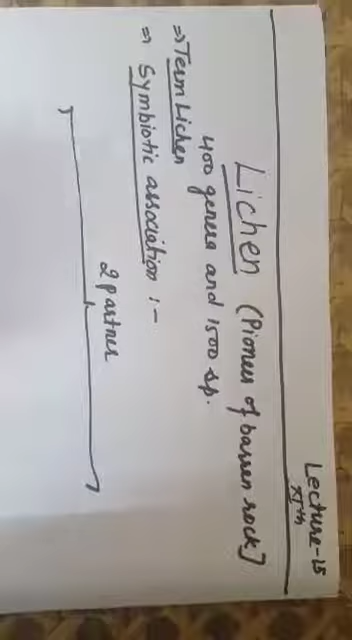 Lecture-15
XIth
Lichen (Pioneer of barren rock]
400 genera and 1500 sp.
⇒ Term Lichen
⇒ Symbiotic association :-
2 partner